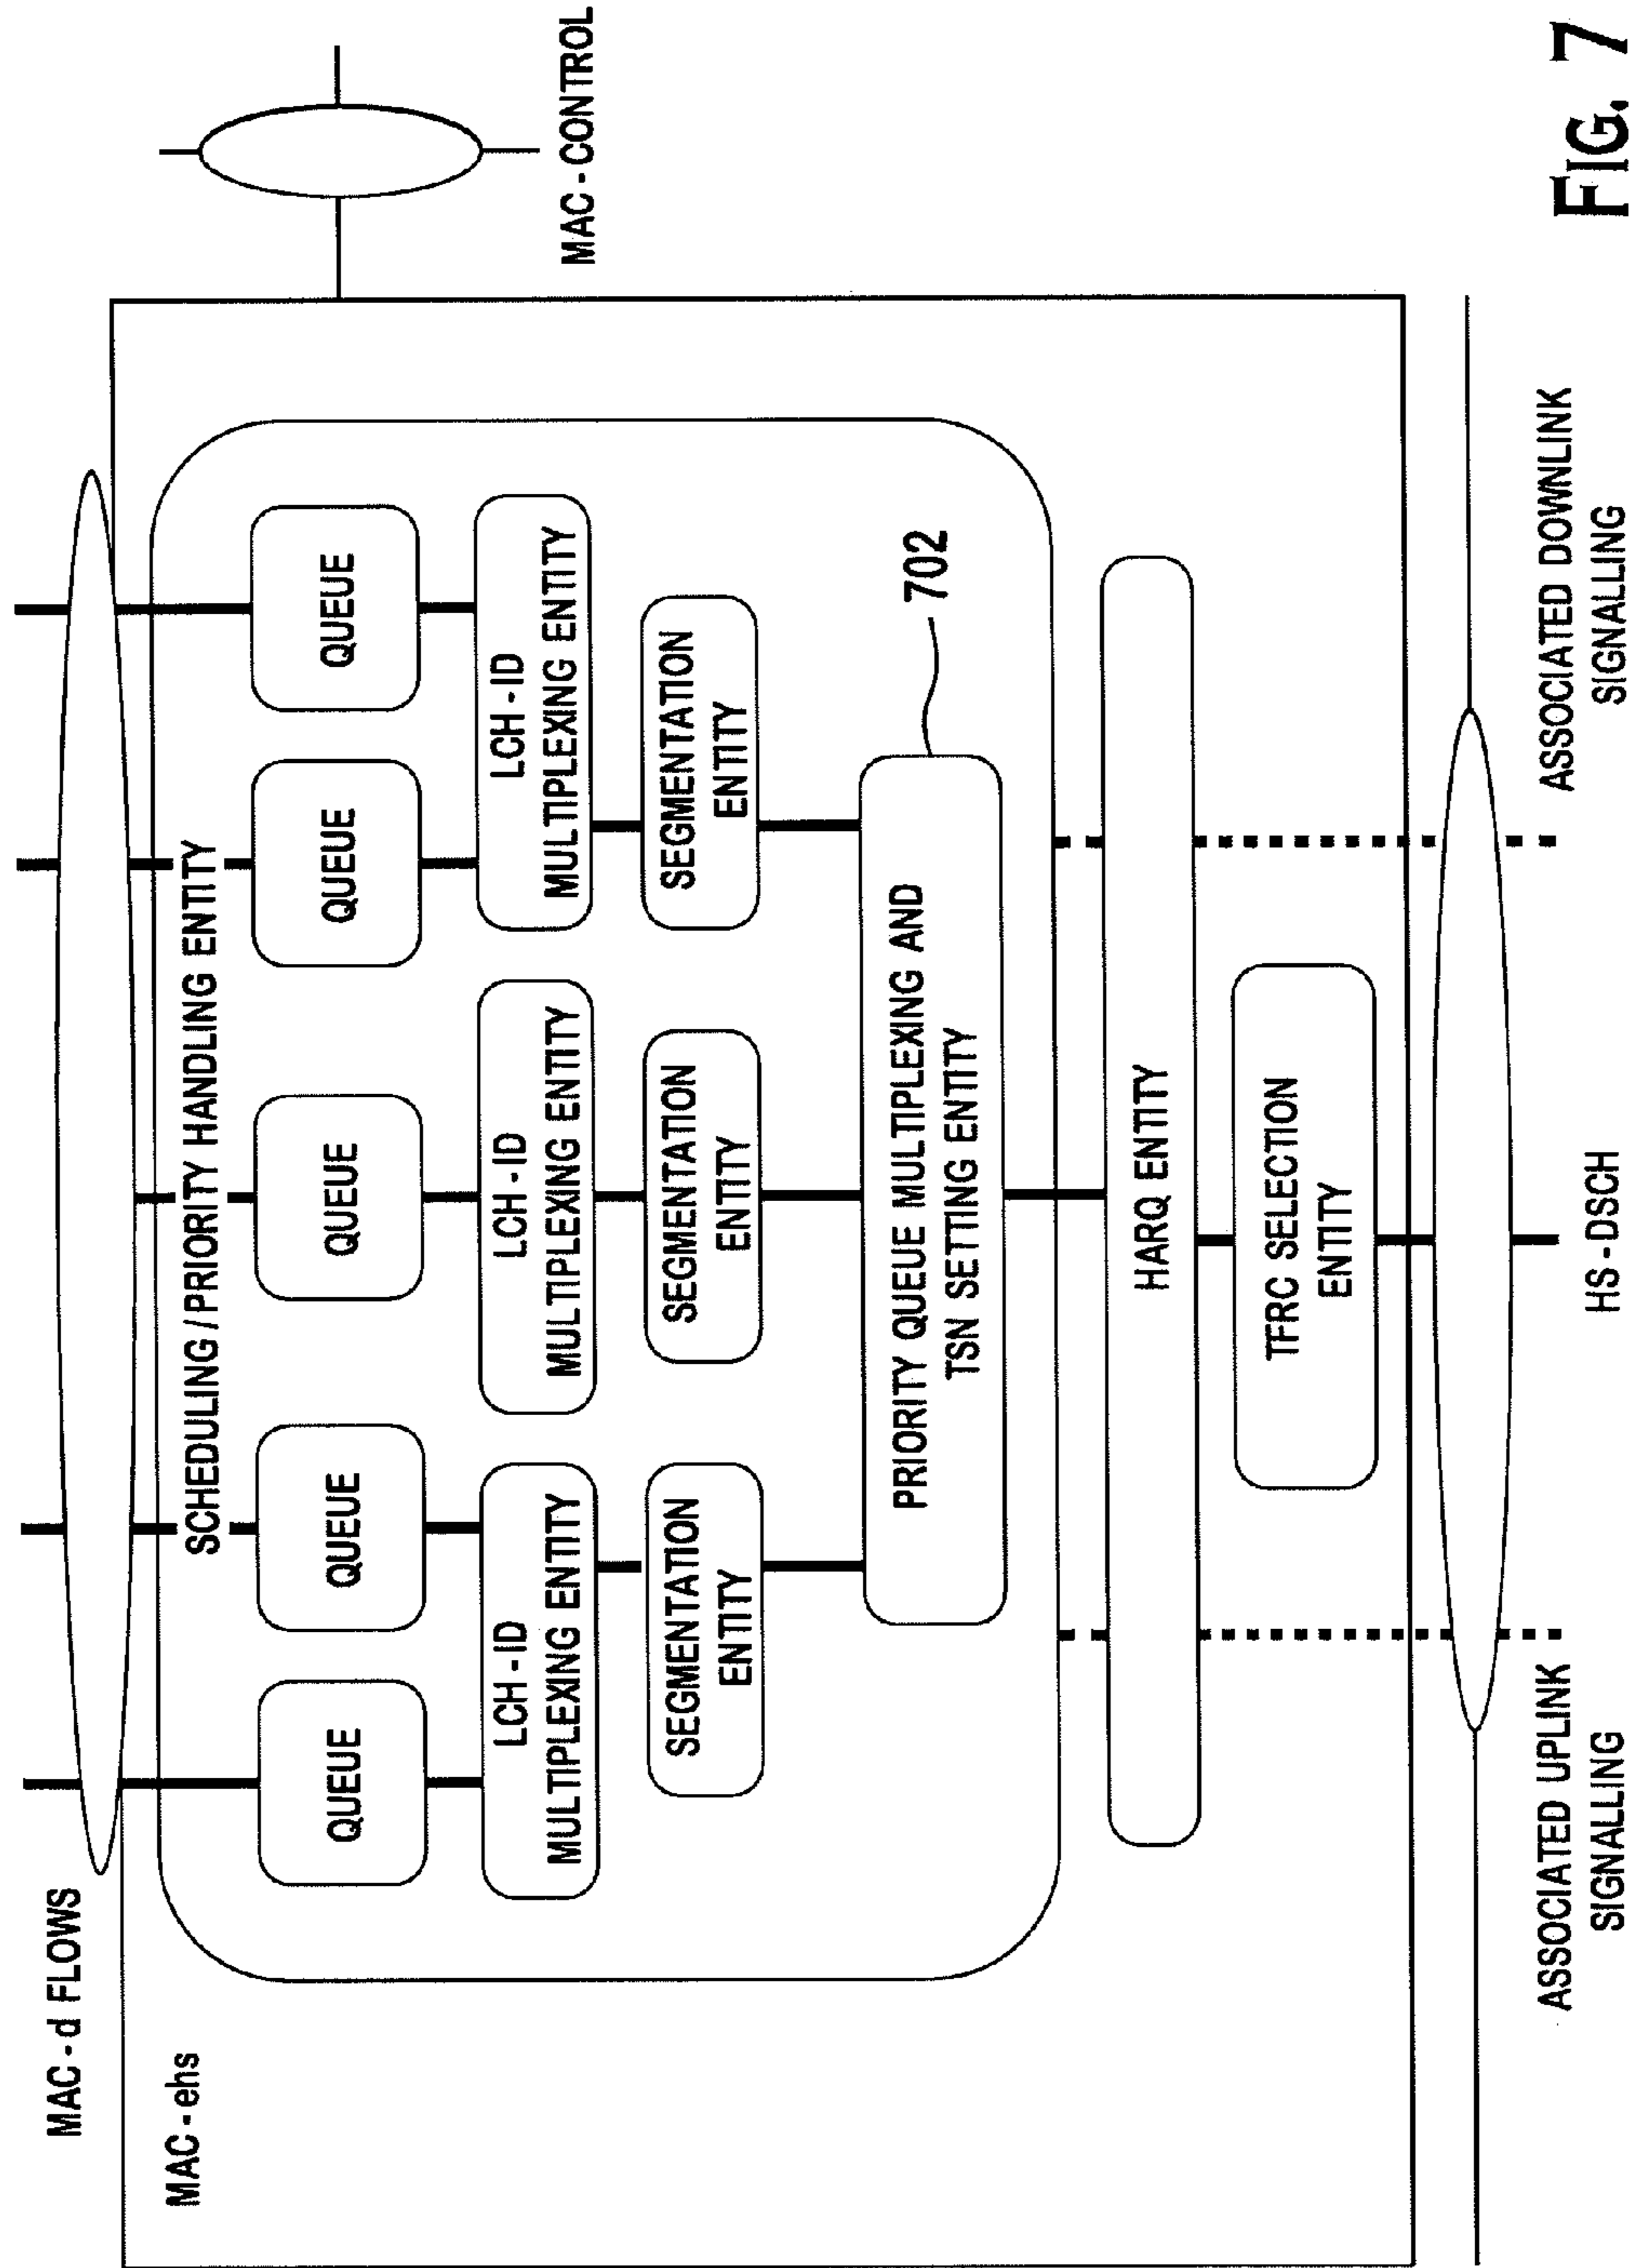 MAC-d FLOWS
MAC-ehs
SCHEDULING/PRIORITY HANDLING ENTITY
QUEUE
QUEUE
QUEUE
QUEUE
QUEUE
LCH-ID
MULTIPLEXING ENTITY
LCH-ID
MULTIPLEXING ENTITY
LCH-ID
MULTIPLEXING ENTITY
SEGMENTATION
ENTITY
SEGMENTATION
ENTITY
SEGMENTATION
ENTITY
PRIORITY QUEUE MULTIPLEXING AND
TSN SETTING ENTITY
702
HARQ ENTITY
TFRC SELECTION
ENTITY
MAC-CONTROL
ASSOCIATED UPLINK
SIGNALLING
HS-DSCH
ASSOCIATED DOWNLINK
SIGNALLING
FIG. 7